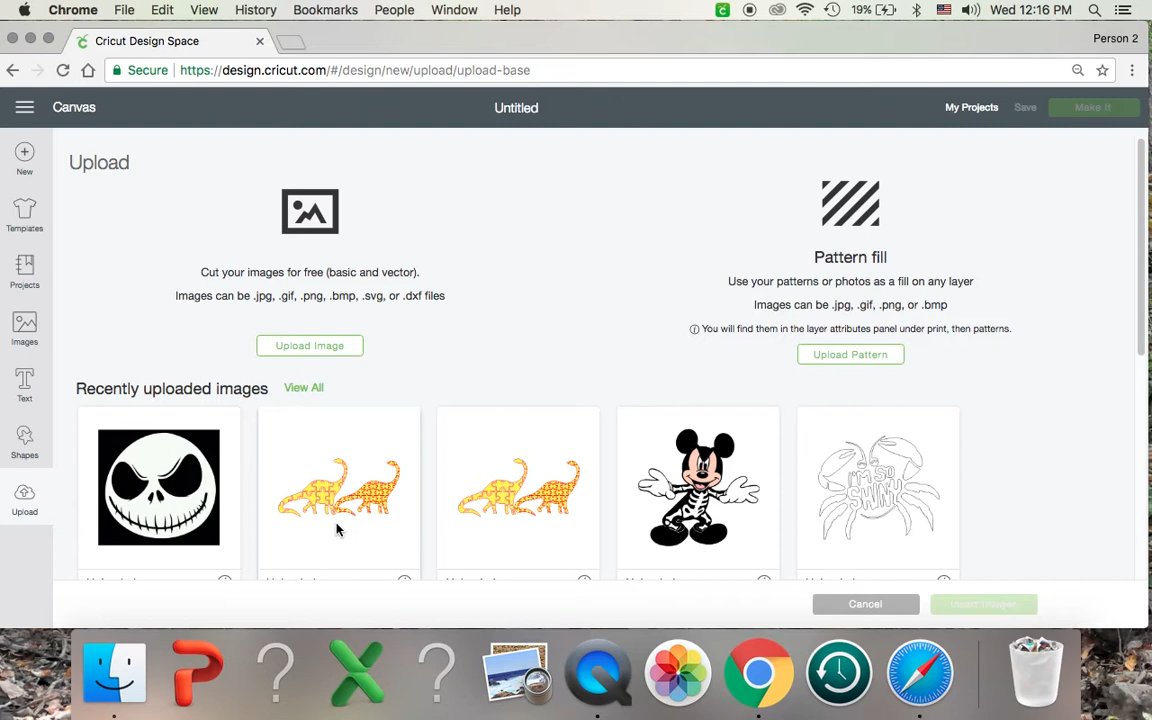 Chrome File Edit View History Bookmarks People Window Help 19% Wed 12:16 PM
Cricut Design Space Person 2
Secure https://design.cricut.com/#/design/new/upload/upload-base
Canvas Untitled My Projects Save Make It
New
Templates
Projects
Images
Text
Shapes
Upload
Upload
Cut your images for free (basic and vector).
Images can be .jpg, .gif, .png, .bmp, .svg, or .dxf files
Upload Image
Pattern fill
Use your patterns or photos as a fill on any layer
Images can be .jpg, .gif, .png, or .bmp
You will find them in the layer attributes panel under print, then patterns.
Upload Pattern
Recently uploaded images View All
I'M SO
SHINY
Cancel Insert Images